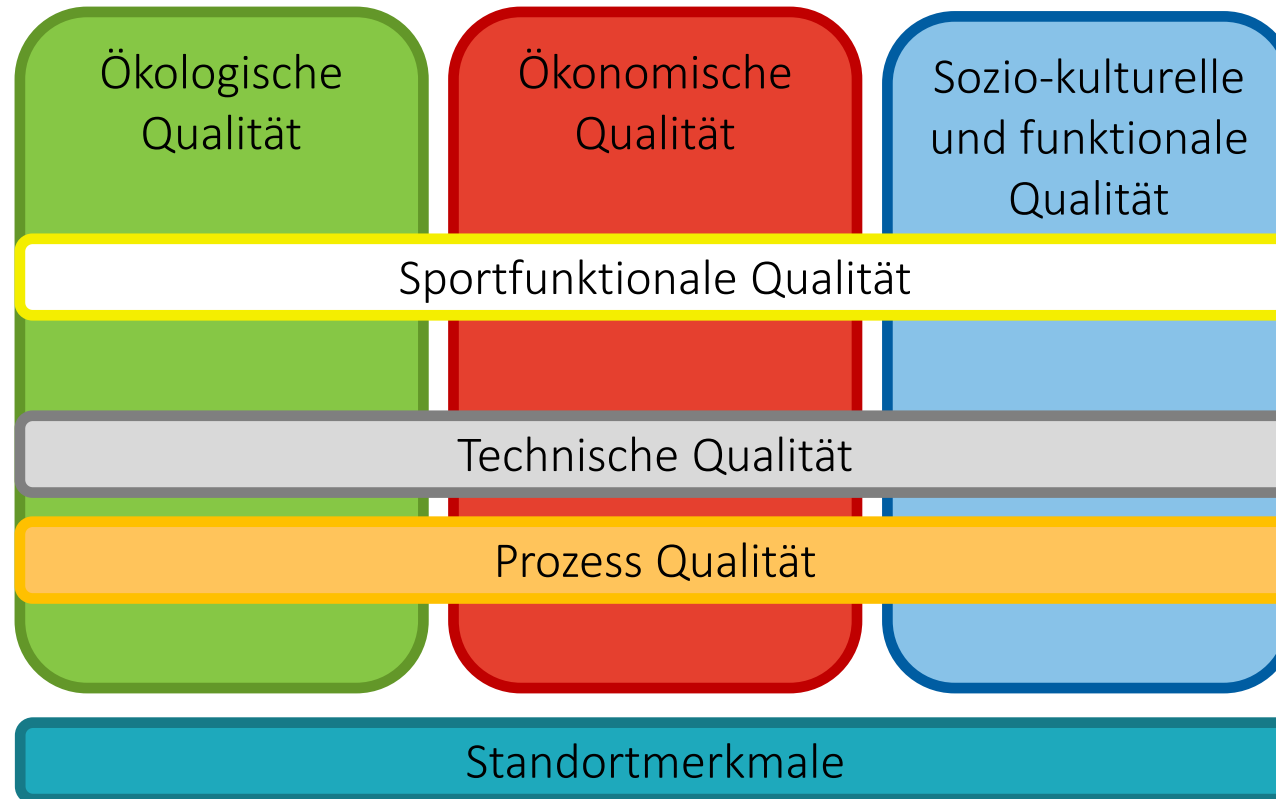 Ökologische
Qualität
Ökonomische
Qualität
Sozio-kulturelle
und funktionale
Qualität
Sportfunktionale Qualität
Technische Qualität
Prozess Qualität
Standortmerkmale